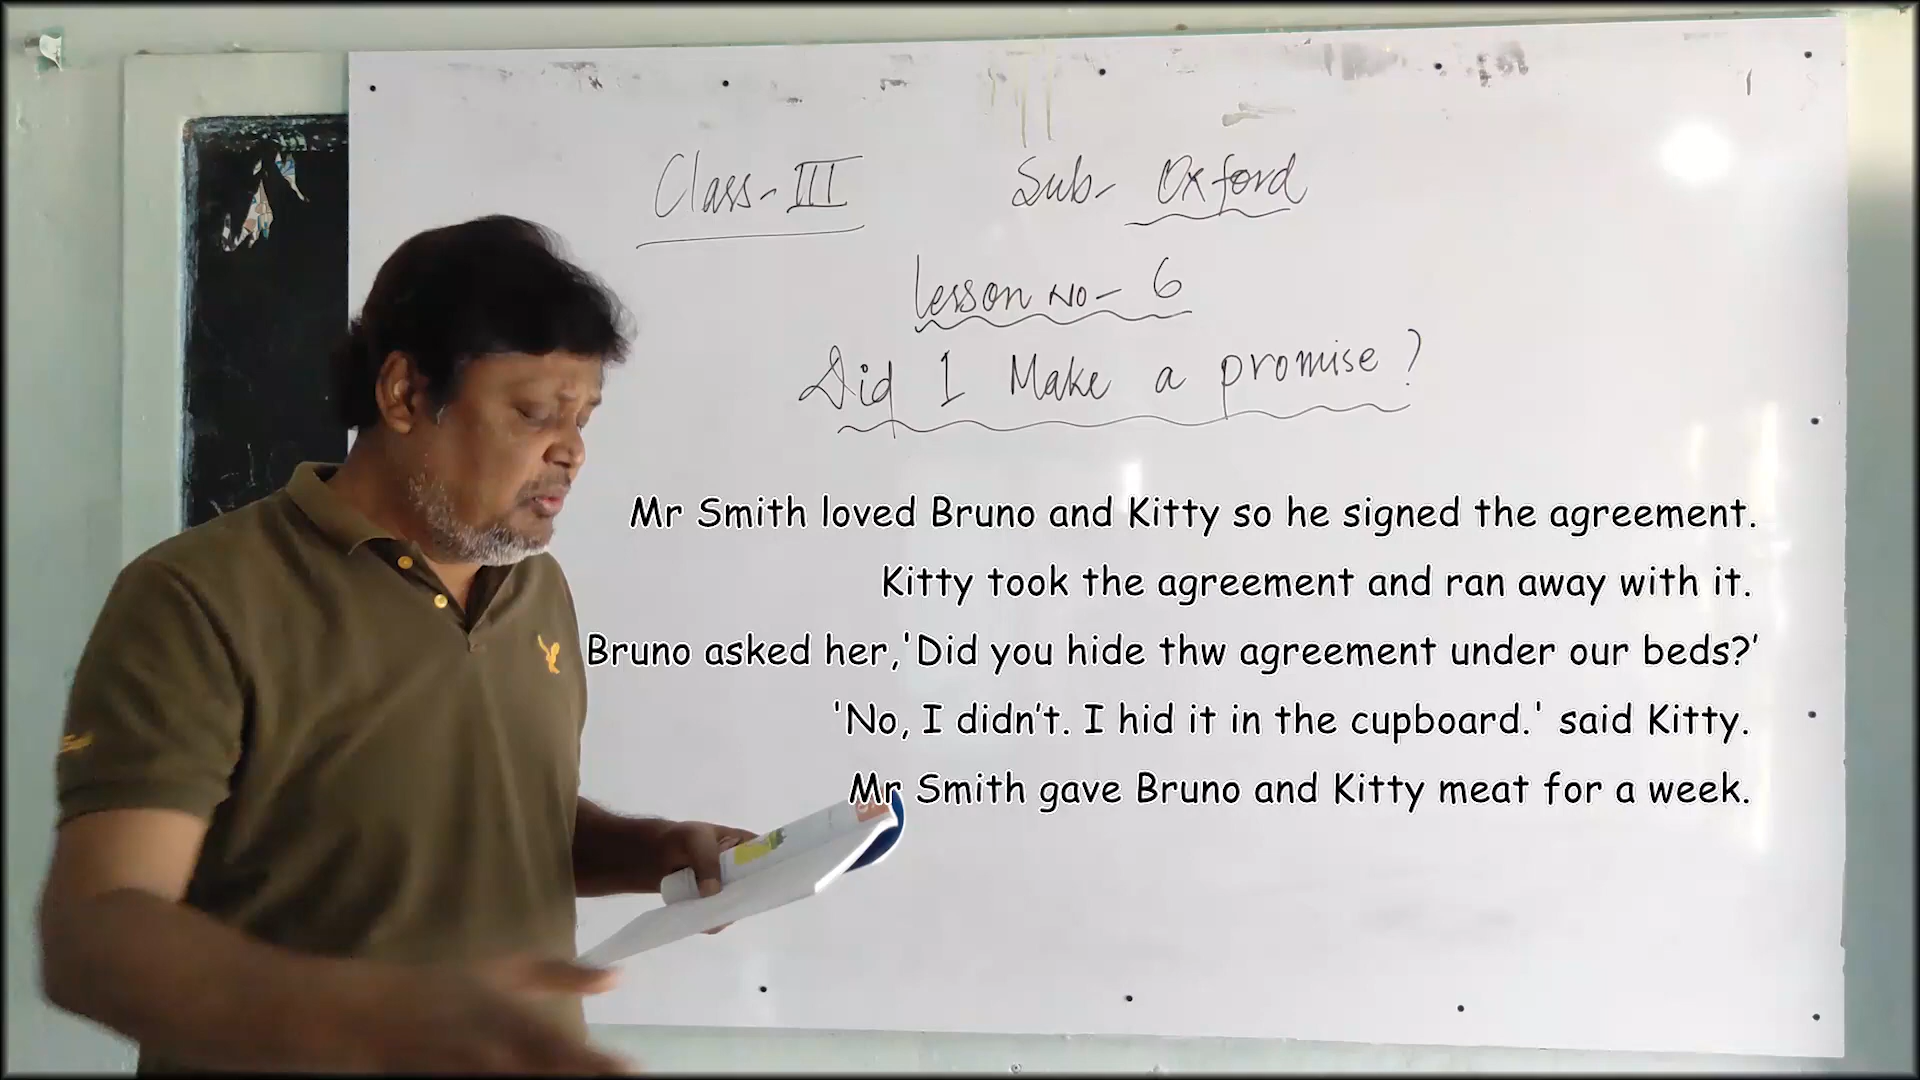 Class-III Sub- Oxford
Lesson No- 6
Did I Make a promise?
Mr Smith loved Bruno and Kitty so he signed the agreement.
Kitty took the agreement and ran away with it.
Bruno asked her,'Did you hide thw agreement under our beds?'
'No, I didn't. I hid it in the cupboard.' said Kitty.
Mr Smith gave Bruno and Kitty meat for a week.